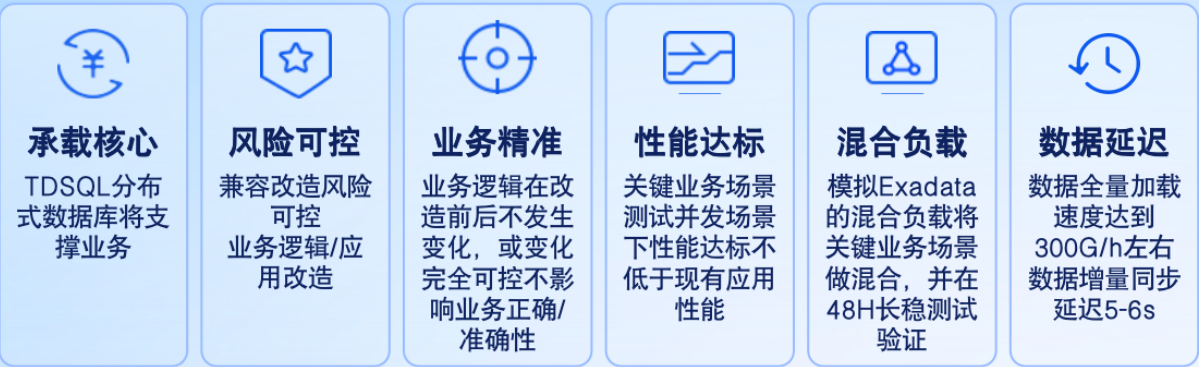 ¥
承载核心
TDSQL分布
式数据库将支
撑业务
风险可控
兼容改造风险
可控
业务逻辑/应
用改造
业务精准
业务逻辑在改
造前后不发生
变化，或变化
完全可控不影
响业务正确/
准确性
性能达标
关键业务场景
测试并发场景
下性能达标不
低于现有应用
性能
混合负载
模拟Exadata
的混合负载将
关键业务场景
做混合，并在
48H长稳测试
验证
数据延迟
数据全量加载
速度达到
300G/h左右
数据增量同步
延迟5-6s